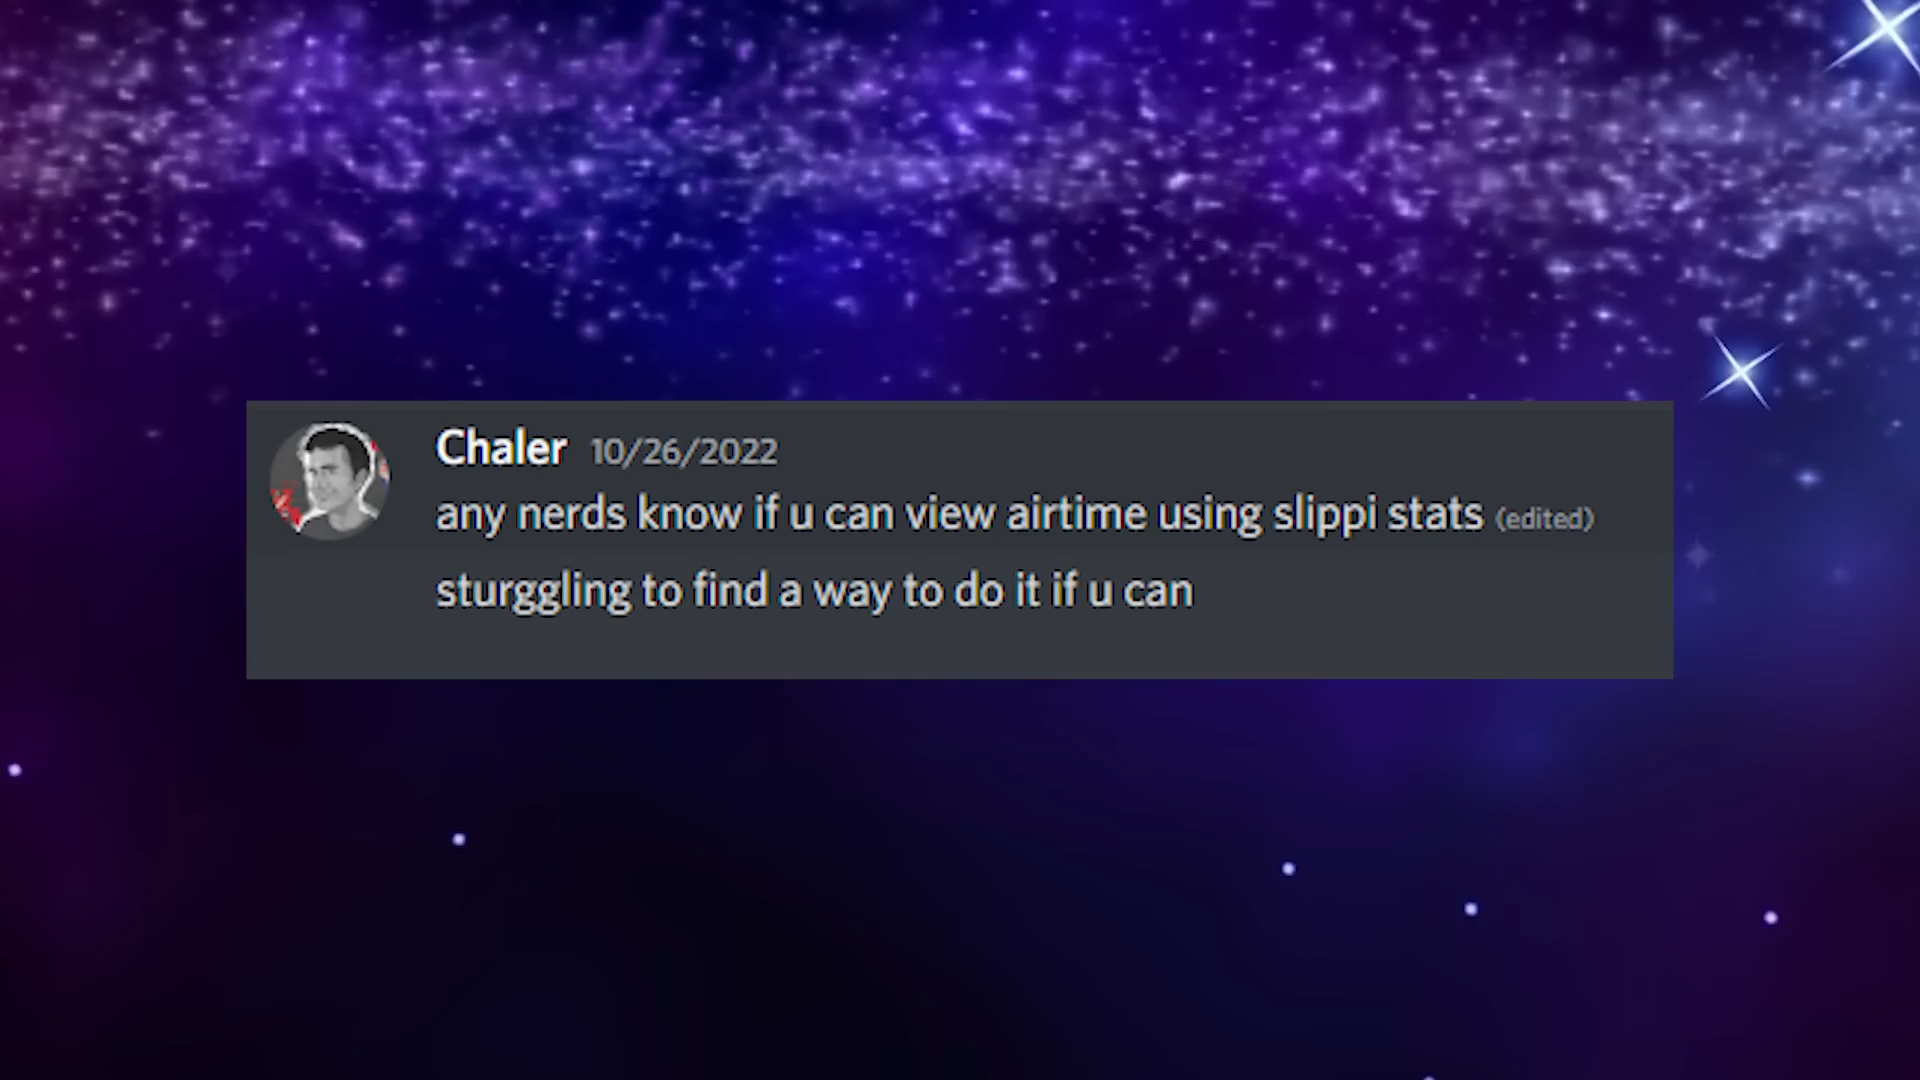 Chaler 10/26/2022
any nerds know if u can view airtime using slippi stats (edited)
sturggling to find a way to do it if u can